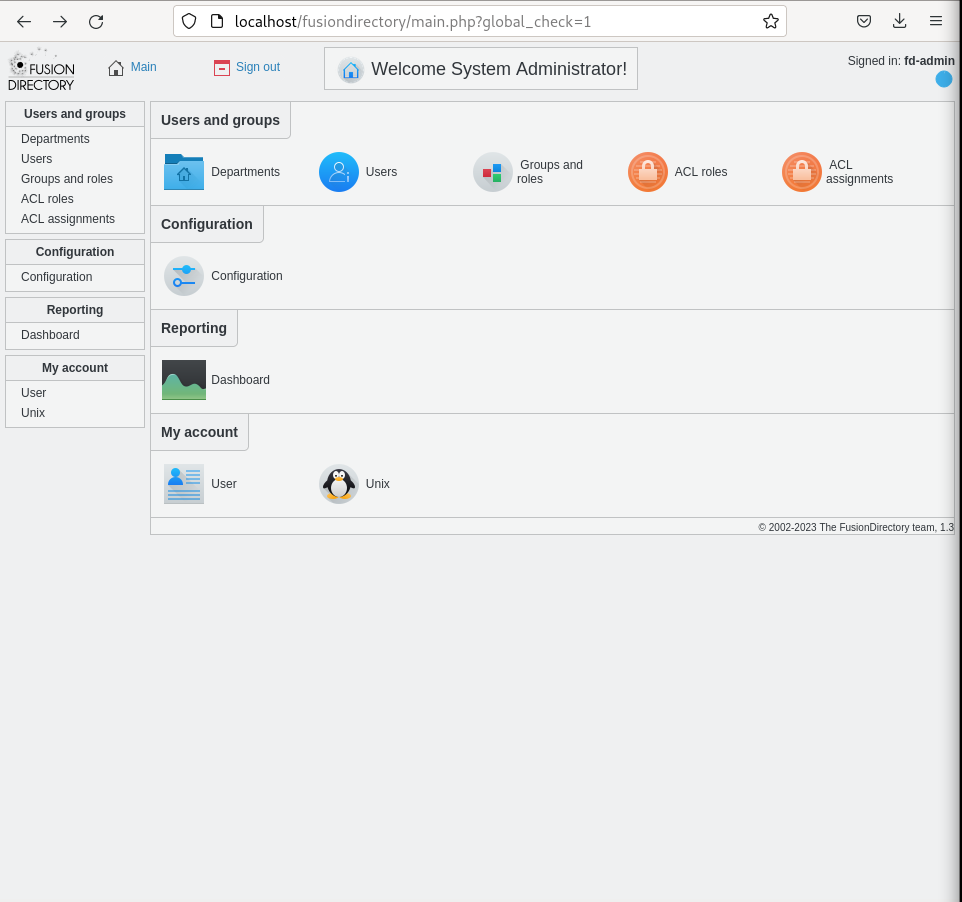 localhost/fusiondirectory/main.php?global_check=1
FUSION
DIRECTORY
Main
Sign out
Welcome System Administrator!
Signed in: fd-admin
Users and groups
Departments
Users
Groups and roles
ACL roles
ACL assignments
Configuration
Configuration
Reporting
Dashboard
My account
User
Unix
Users and groups
Departments
Users
Groups and
roles
ACL roles
ACL
assignments
Configuration
Configuration
Reporting
Dashboard
My account
User
Unix
© 2002-2023 The FusionDirectory team, 1.3